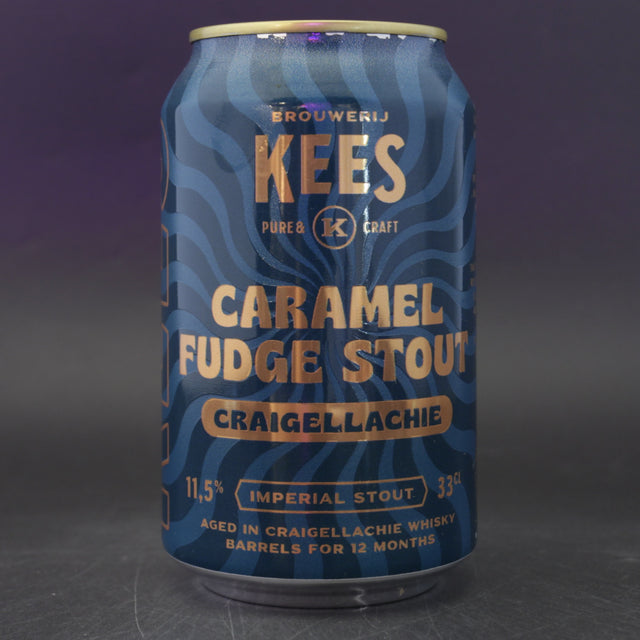 BROUWERIJ
KEES
PURE & K CRAFT
CARAMEL
FUDGE STOUT
CRAIGELLACHIE
11,5% IMPERIAL STOUT 33CL
AGED IN CRAIGELLACHIE WHISKY
BARRELS FOR 12 MONTHS